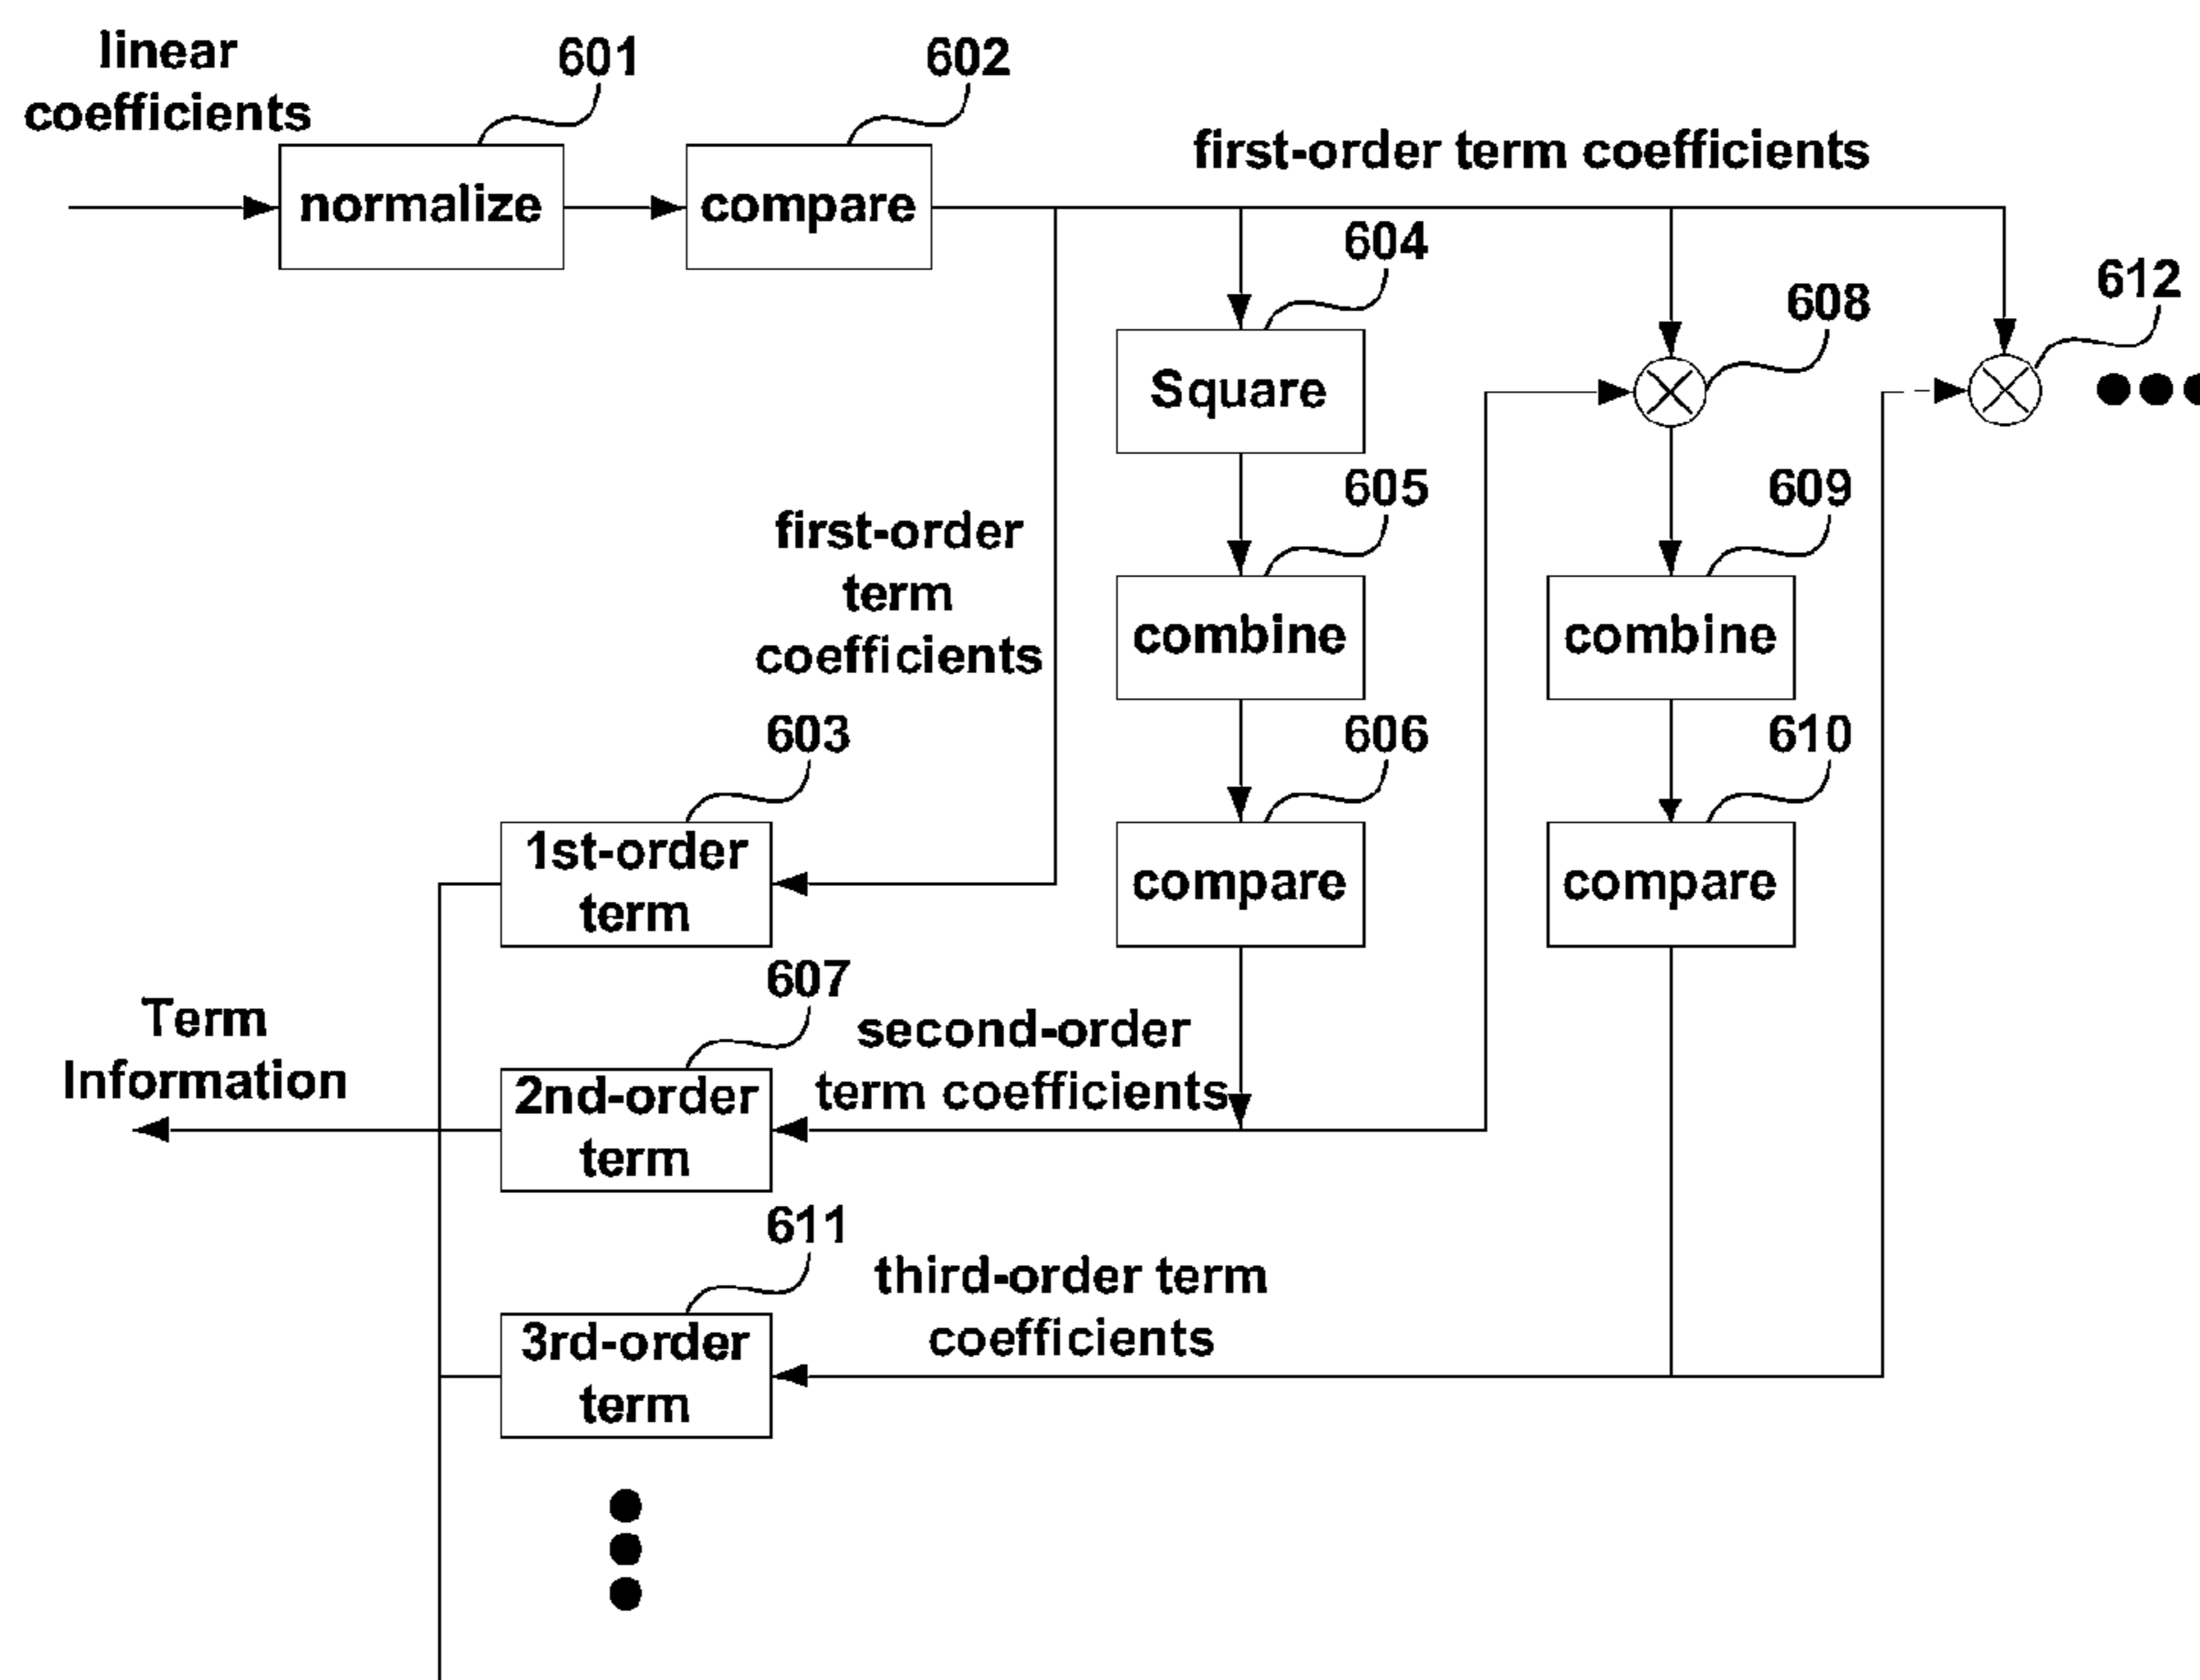 linear
coefficients
601
602
normalize
compare
first-order term coefficients
604
608
612
Square
605
609
first-order
term
coefficients
combine
combine
603
606
610
1st-order
term
compare
compare
607
Term
Information
second-order
term coefficients
2nd-order
term
611
third-order term
coefficients
3rd-order
term